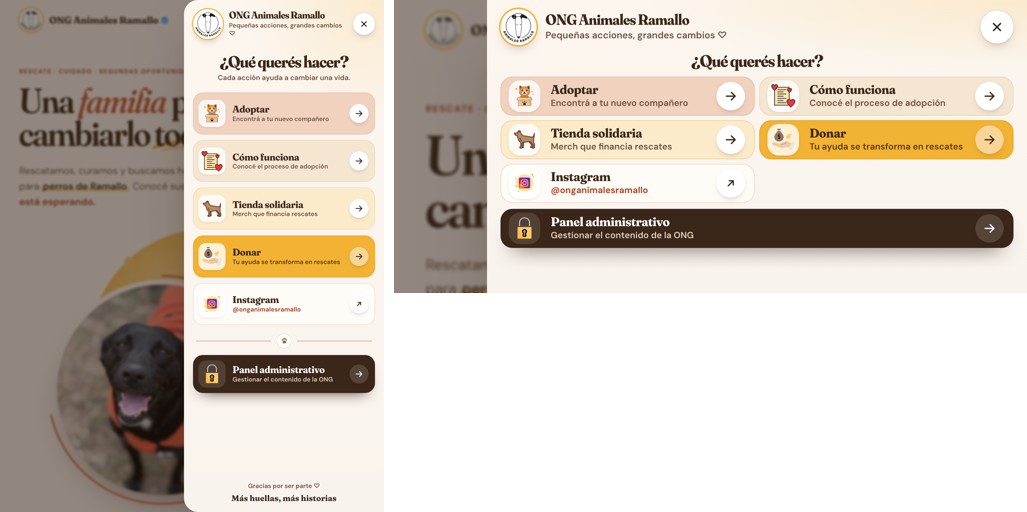 ONG Animales Ramallo
RESCATE · CUIDADO · SEGUNDAS
Una familia
cambiarlo
Rescatamos, curamos y buscamos
para perros de Ramallo. Conocé
está esperando.
ONG Animales Ramallo
Pequeñas acciones, grandes cambios
♡
¿Qué querés hacer?
Cada acción ayuda a cambiar una vida.
Adoptar
Encontrá a tu nuevo compañero
Cómo funciona
Conocé el proceso de adopción
Tienda solidaria
Merch que financia rescates
Donar
Tu ayuda se transforma en rescates
Instagram
@onganimalesramallo
Panel administrativo
Gestionar el contenido de la ONG
Gracias por ser parte ♡
Más huellas, más historias
ONG Animales Ramallo
Pequeñas acciones, grandes cambios ♡
¿Qué querés hacer?
Adoptar
Encontrá a tu nuevo compañero
Cómo funciona
Conocé el proceso de adopción
Tienda solidaria
Merch que financia rescates
Donar
Tu ayuda se transforma en rescates
Instagram
@onganimalesramallo
Panel administrativo
Gestionar el contenido de la ONG